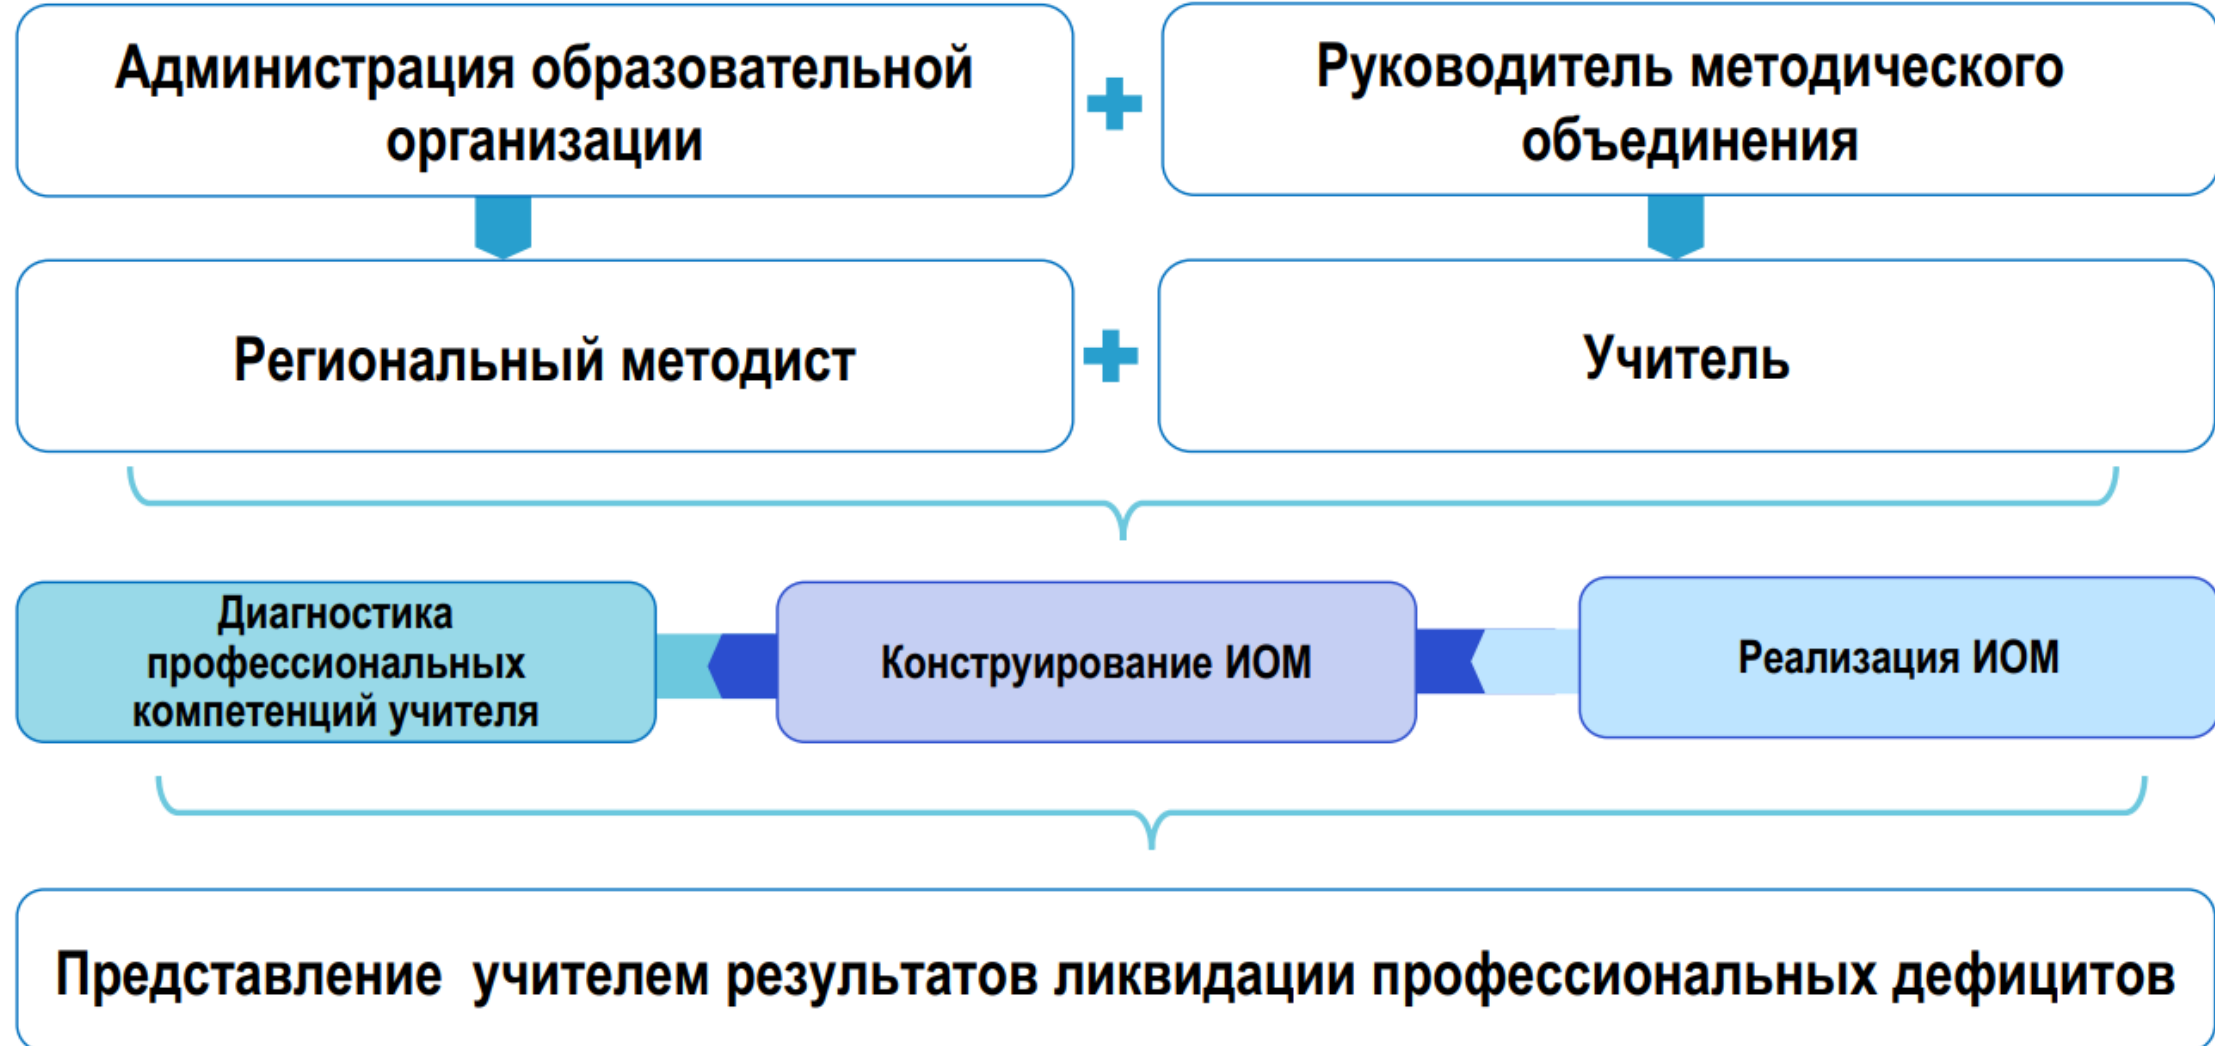 Администрация образовательной
организации
Руководитель методического
объединения
Региональный методист
Учитель
Диагностика
профессиональных
компетенций учителя
Конструирование ИОМ
Реализация ИОМ
Представление учителем результатов ликвидации профессиональных дефицитов